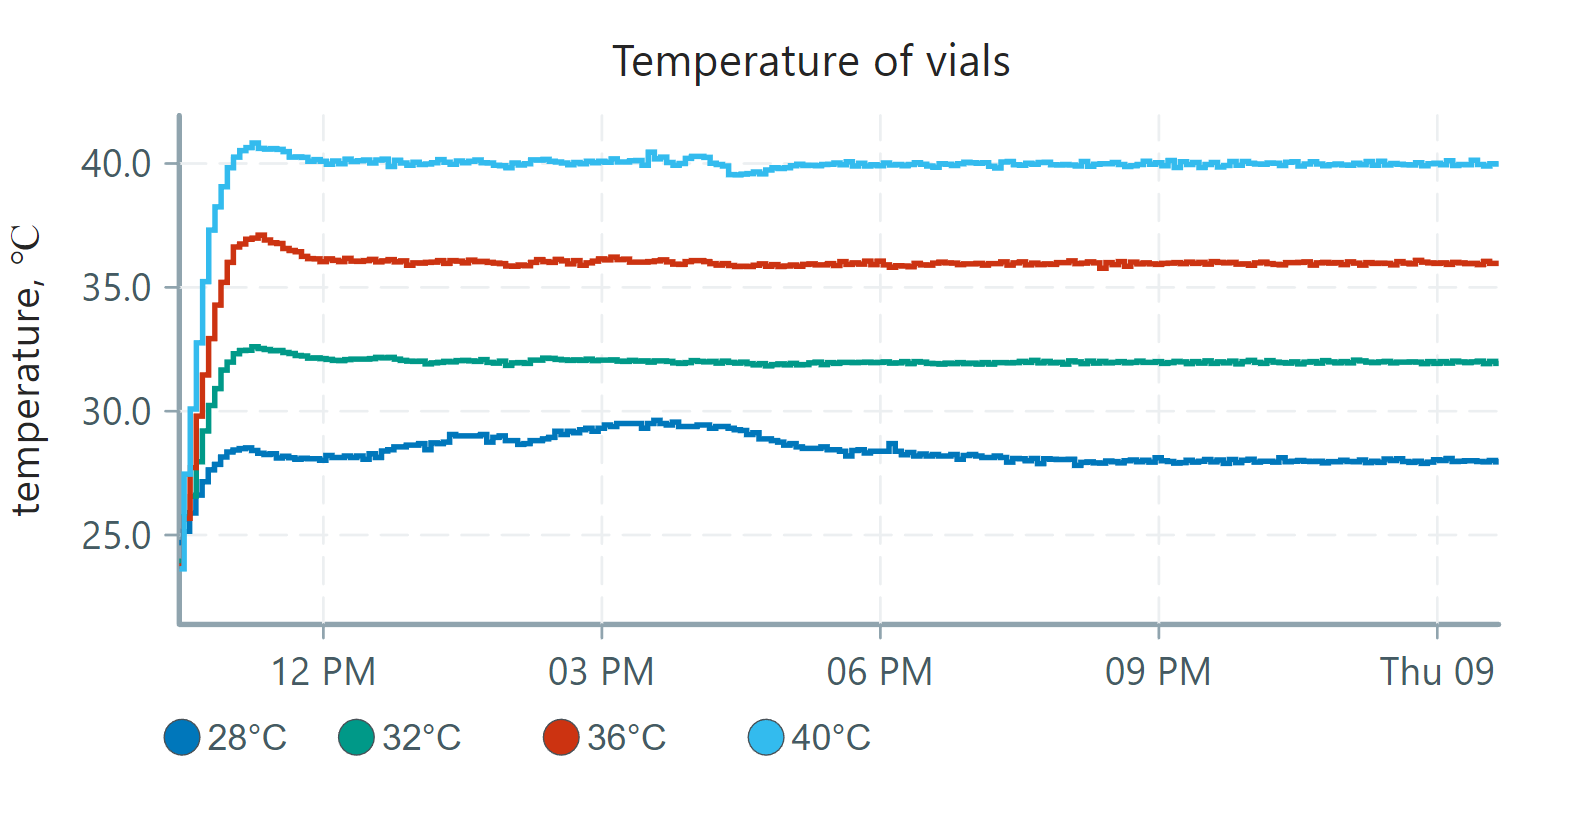 Temperature of vials
temperature, °C
40.0
35.0
30.0
25.0
12 PM 03 PM 06 PM 09 PM Thu 09
28°C 32°C 36°C 40°C